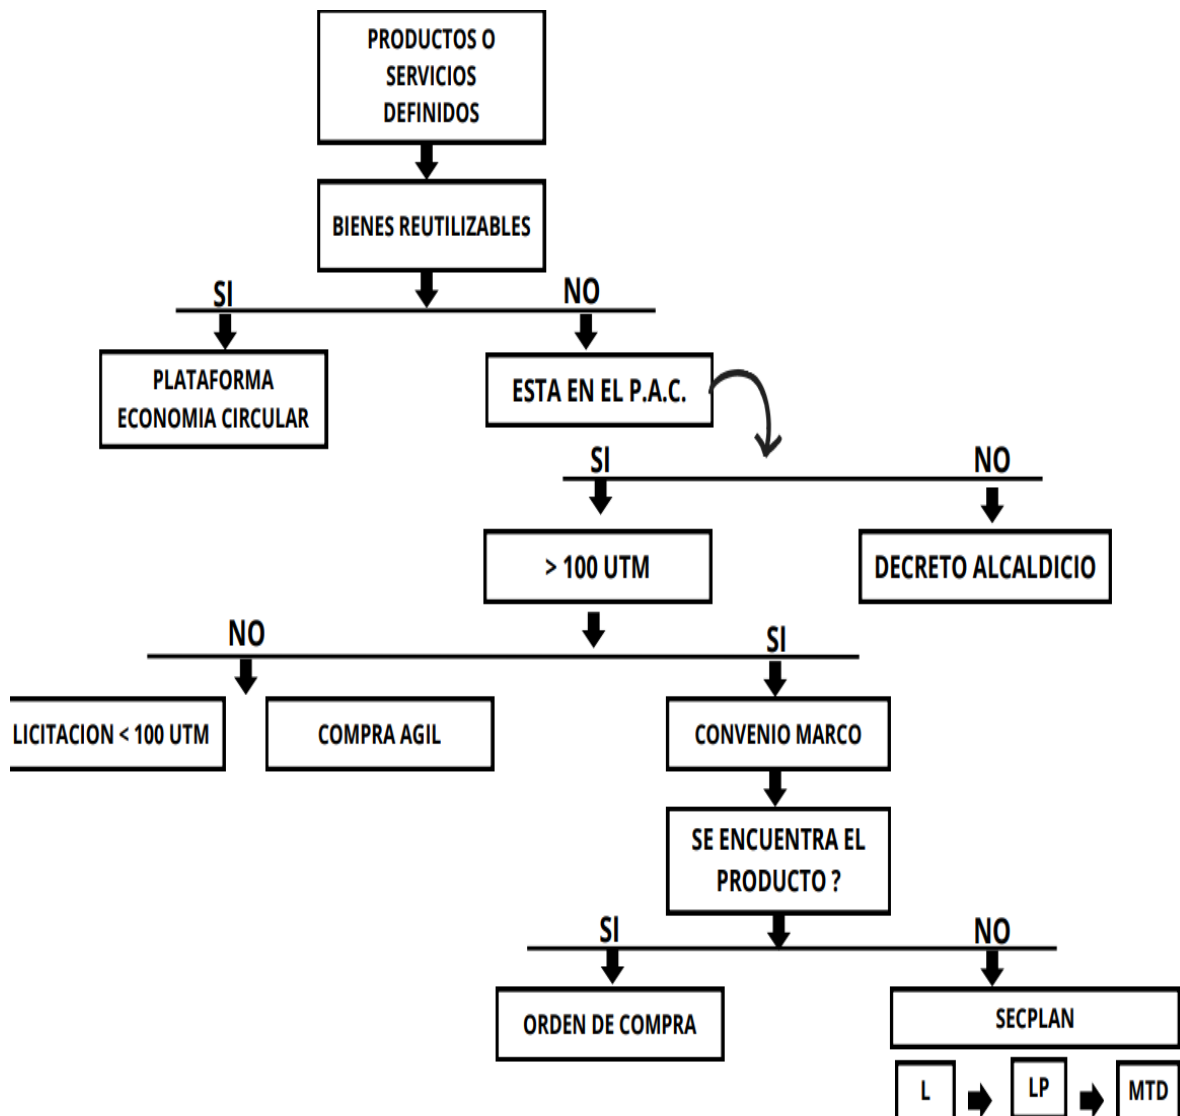 PRODUCTOS O
SERVICIOS
DEFINIDOS
BIENES REUTILIZABLES
SI
NO
PLATAFORMA
ECONOMIA CIRCULAR
ESTA EN EL P.A.C.
SI
NO
> 100 UTM
DECRETO ALCALDICIO
NO
SI
LICITACION < 100 UTM
COMPRA AGIL
CONVENIO MARCO
SE ENCUENTRA EL
PRODUCTO ?
SI
NO
ORDEN DE COMPRA
SECPLAN
L
LP
MTD